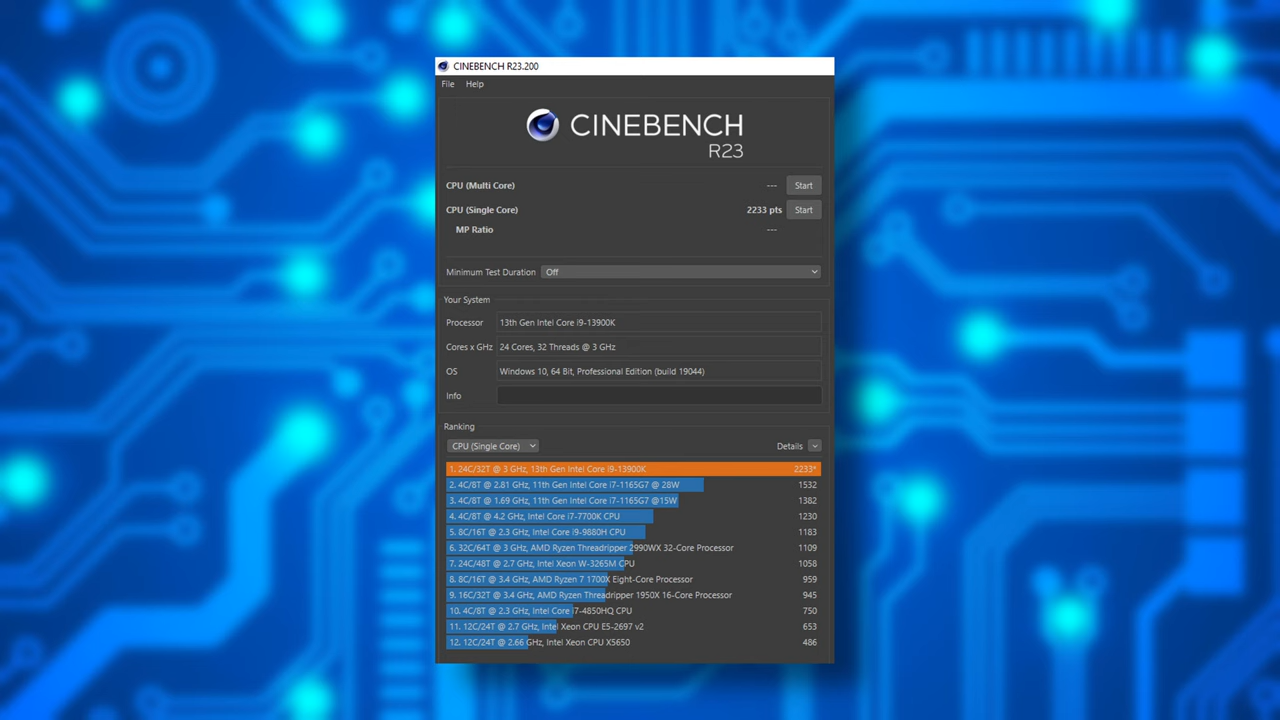 CINEBENCH R23.200
File Help
CINEBENCH
R23
CPU (Multi Core) --- Start
CPU (Single Core) 2233 pts Start
MP Ratio ---
Minimum Test Duration Off
Your System
Processor 13th Gen Intel Core i9-13900K
Cores x GHz 24 Cores, 32 Threads @ 3 GHz
OS Windows 10, 64 Bit, Professional Edition (build 19044)
Info
Ranking
CPU (Single Core) Details
1. 24C/32T @ 3 GHz, 13th Gen Intel Core i9-13900K 2233*
2. 4C/8T @ 2.81 GHz, 11th Gen Intel Core i7-1165G7 @ 28W 1532
3. 4C/8T @ 1.69 GHz, 11th Gen Intel Core i7-1165G7 @15W 1382
4. 4C/8T @ 4.2 GHz, Intel Core i7-7700K CPU 1230
5. 8C/16T @ 2.3 GHz, Intel Core i9-9880H CPU 1183
6. 32C/64T @ 3 GHz, AMD Ryzen Threadripper 2990WX 32-Core Processor 1109
7. 24C/48T @ 2.7 GHz, Intel Xeon W-3265M CPU 1058
8. 8C/16T @ 3.4 GHz, AMD Ryzen 7 1700X Eight-Core Processor 959
9. 16C/32T @ 3.4 GHz, AMD Ryzen Threadripper 1950X 16-Core Processor 945
10. 4C/8T @ 2.3 GHz, Intel Core i7-4850HQ CPU 750
11. 12C/24T @ 2.7 GHz, Intel Xeon CPU E5-2697 v2 653
12. 12C/24T @ 2.66 GHz, Intel Xeon CPU X5650 486